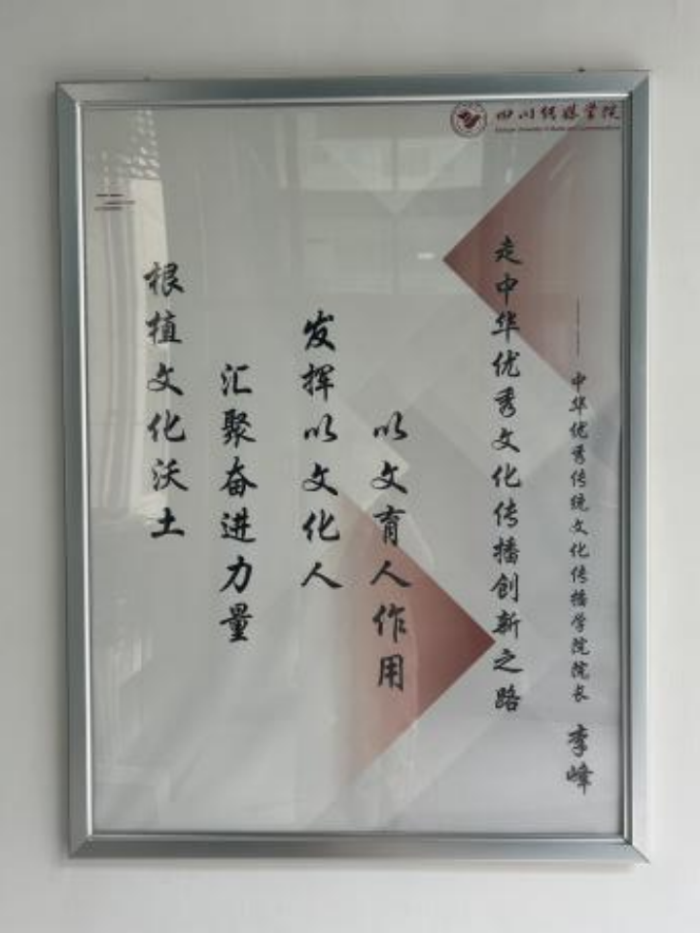 四川传媒学院
根植文化沃土
汇聚奋进力量
发挥以文化人
以文育人作用
走中华优秀文化传播创新之路
——中华优秀传统文化传播学院院长 李峰